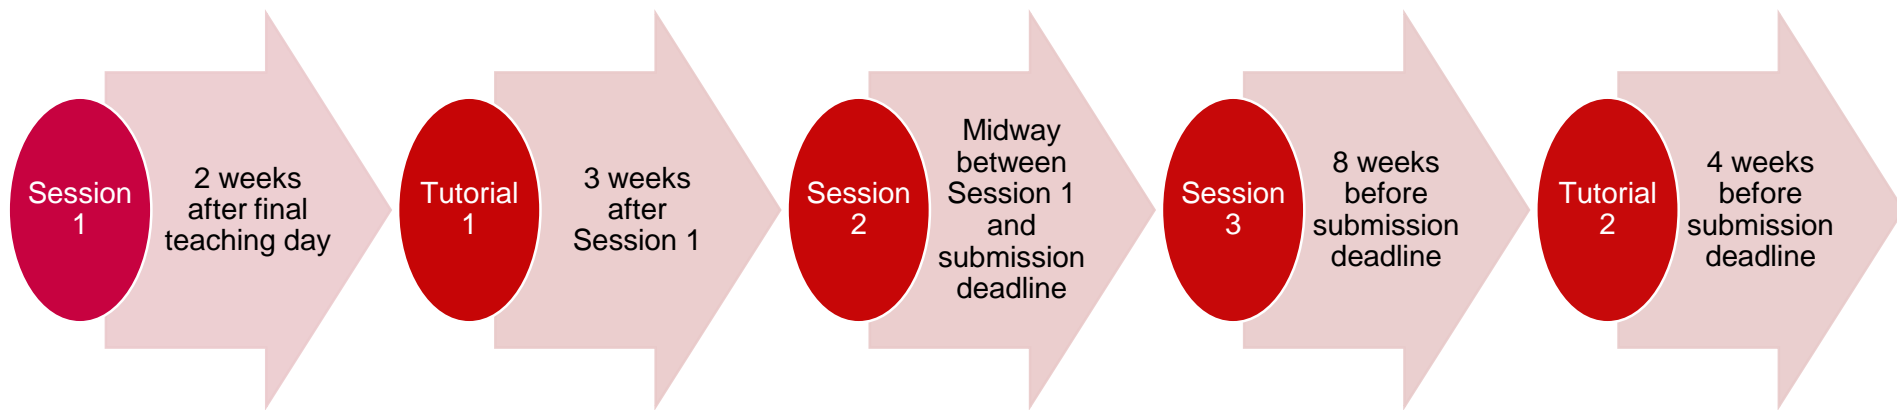 Session
1
2 weeks
after final
teaching day
Tutorial
1
3 weeks
after
Session 1
Session
2
Midway
between
Session 1
and
submission
deadline
Session
3
8 weeks
before
submission
deadline
Tutorial
2
4 weeks
before
submission
deadline